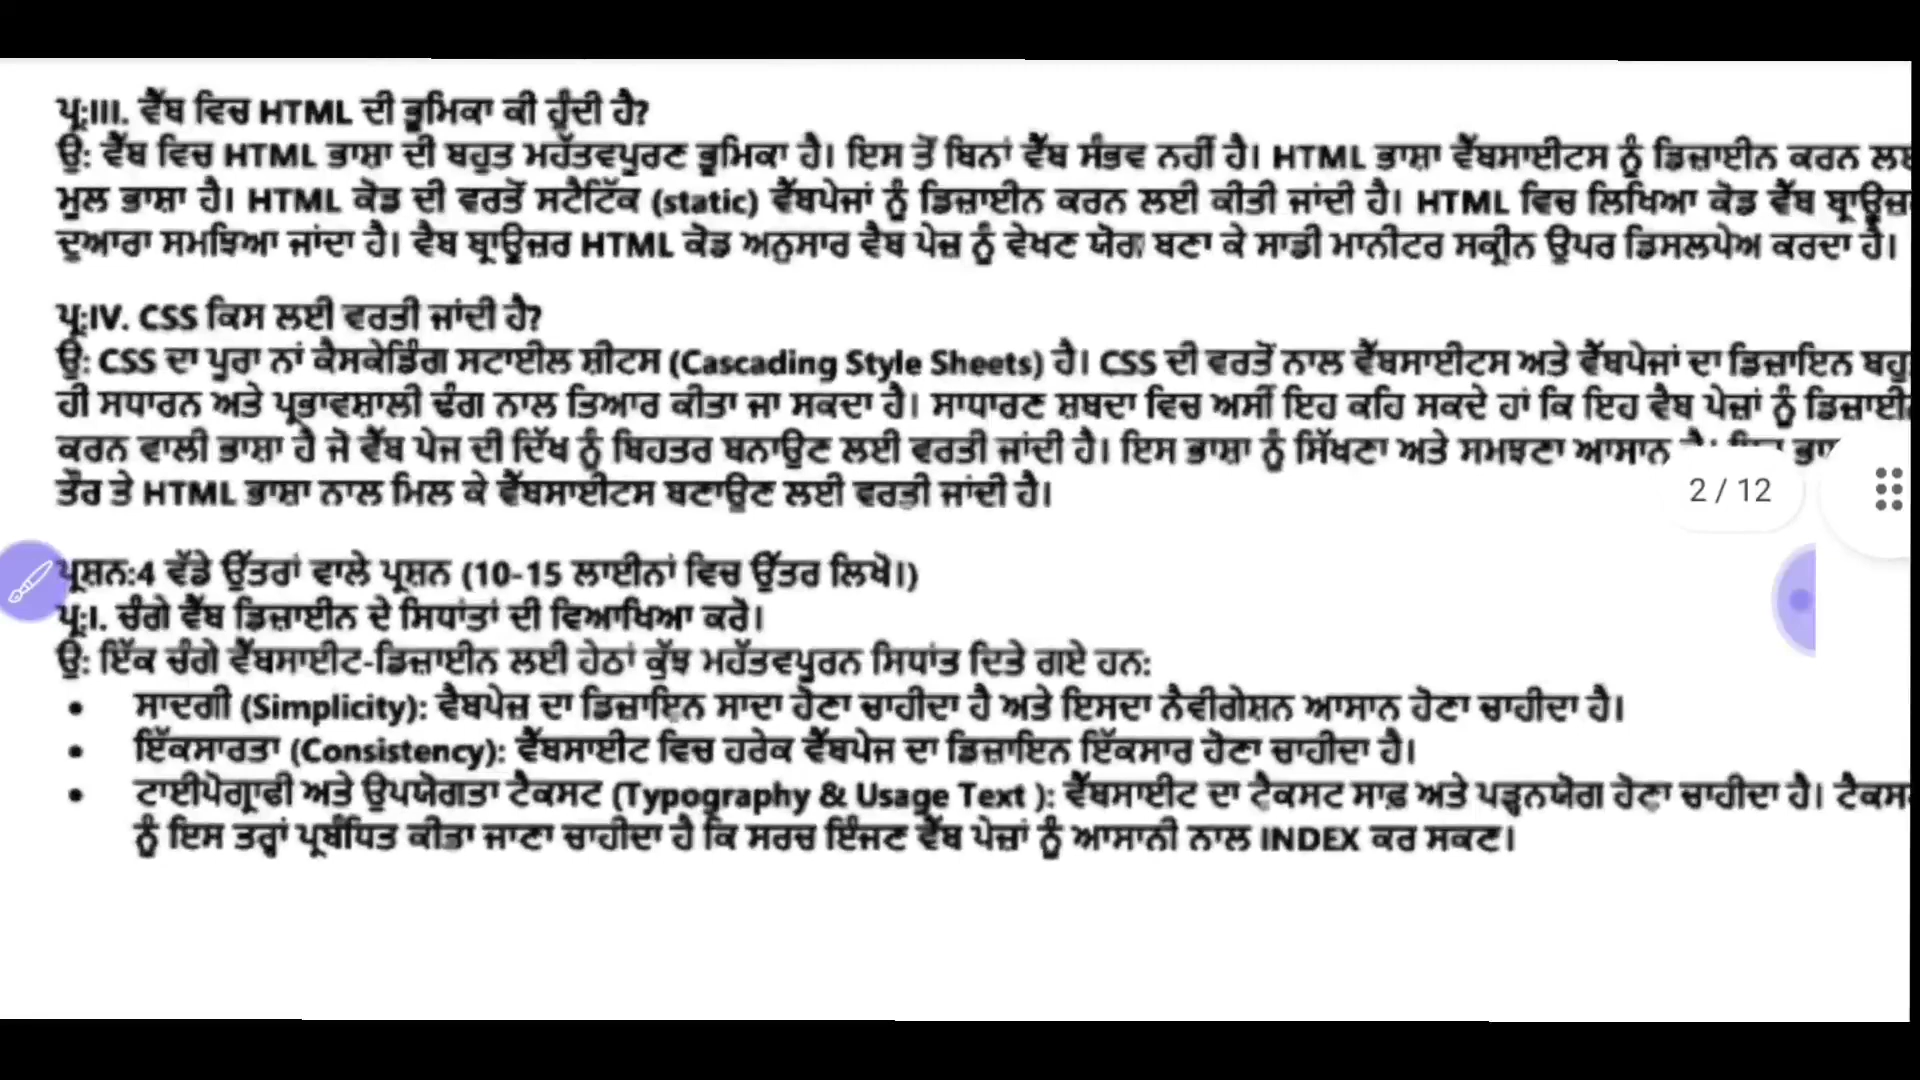 ਪ੍ਰ:III. ਵੈੱਬ ਵਿਚ HTML ਦੀ ਭੂਮਿਕਾ ਕੀ ਹੁੰਦੀ ਹੈ?
ਉ: ਵੈੱਬ ਵਿਚ HTML ਭਾਸ਼ਾ ਦੀ ਬਹੁਤ ਮਹੱਤਵਪੂਰਣ ਭੂਮਿਕਾ ਹੈ। ਇਸ ਤੋਂ ਬਿਨਾਂ ਵੈੱਬ ਸੰਭਵ ਨਹੀਂ ਹੈ। HTML ਭਾਸ਼ਾ ਵੈੱਬਸਾਈਟਸ ਨੂੰ ਡਿਜ਼ਾਈਨ ਕਰਨ
ਮੂਲ ਭਾਸ਼ਾ ਹੈ। HTML ਕੋਡ ਦੀ ਵਰਤੋਂ ਸਟੈਟਿੱਕ (static) ਵੈੱਬਪੇਜਾਂ ਨੂੰ ਡਿਜ਼ਾਈਨ ਕਰਨ ਲਈ ਕੀਤੀ ਜਾਂਦੀ ਹੈ। HTML ਵਿਚ ਲਿਖਿਆ ਕੋਡ ਵੈੱਬ
ਦੁਆਰਾ ਸਮਝਿਆ ਜਾਂਦਾ ਹੈ। ਵੈਬ ਬ੍ਰਾਊਜ਼ਰ HTML ਕੋਡ ਅਨੁਸਾਰ ਵੈਬ ਪੇਜ਼ ਨੂੰ ਵੇਖਣ ਯੋਗ ਬਣਾ ਕੇ ਸਾਡੀ ਮਾਨੀਟਰ ਸਕ੍ਰੀਨ ਉਪਰ ਡਿਸਲਪੇਅ ਕਰਦਾ ਹੈ।
ਪ੍ਰ:IV. CSS ਕਿਸ ਲਈ ਵਰਤੀ ਜਾਂਦੀ ਹੈ?
ਉ: CSS ਦਾ ਪੂਰਾ ਨਾਂ ਕੈਸਕੇਡਿੰਗ ਸਟਾਈਲ ਸ਼ੀਟਸ (Cascading Style Sheets) ਹੈ। CSS ਦੀ ਵਰਤੋਂ ਨਾਲ ਵੈੱਬਸਾਈਟਸ ਅਤੇ ਵੈੱਬਪੇਜਾਂ ਦਾ ਡਿਜ਼ਾਇਨ
ਹੀ ਸਧਾਰਨ ਅਤੇ ਪ੍ਰਭਾਵਸ਼ਾਲੀ ਢੰਗ ਨਾਲ ਤਿਆਰ ਕੀਤਾ ਜਾ ਸਕਦਾ ਹੈ। ਸਾਧਾਰਣ ਸ਼ਬਦਾ ਵਿਚ ਅਸੀਂ ਇਹ ਕਹਿ ਸਕਦੇ ਹਾਂ ਕਿ ਇਹ ਵੈਬ ਪੇਜ਼ਾਂ ਨੂੰ
ਕਰਨ ਵਾਲੀ ਭਾਸ਼ਾ ਹੈ ਜੋ ਵੈੱਬ ਪੇਜ ਦੀ ਦਿੱਖ ਨੂੰ ਬਿਹਤਰ ਬਨਾਉਣ ਲਈ ਵਰਤੀ ਜਾਂਦੀ ਹੈ। ਇਸ ਭਾਸ਼ਾ ਨੂੰ ਸਿੱਖਣਾ ਅਤੇ ਸਮਝਣਾ ਆਸਾਨ
ਤੌਰ ਤੇ HTML ਭਾਸ਼ਾ ਨਾਲ ਮਿਲ ਕੇ ਵੈੱਬਸਾਈਟਸ ਬਣਾਉਣ ਲਈ ਵਰਤੀ ਜਾਂਦੀ ਹੈ।
2 / 12
ਪ੍ਰਸ਼ਨ:4 ਵੱਡੇ ਉੱਤਰਾਂ ਵਾਲੇ ਪ੍ਰਸ਼ਨ (10-15 ਲਾਈਨਾਂ ਵਿਚ ਉੱਤਰ ਲਿਖੋ।)
ਪ੍ਰ:I. ਚੰਗੇ ਵੈੱਬ ਡਿਜ਼ਾਈਨ ਦੇ ਸਿਧਾਂਤਾਂ ਦੀ ਵਿਆਖਿਆ ਕਰੋ।
ਉ: ਇੱਕ ਚੰਗੇ ਵੈੱਬਸਾਈਟ-ਡਿਜ਼ਾਈਨ ਲਈ ਹੇਠਾਂ ਕੁੱਝ ਮਹੱਤਵਪੂਰਨ ਸਿਧਾਂਤ ਦਿਤੇ ਗਏ ਹਨ:
• ਸਾਦਗੀ (Simplicity): ਵੈਬਪੇਜ਼ ਦਾ ਡਿਜ਼ਾਇਨ ਸਾਦਾ ਹੋਣਾ ਚਾਹੀਦਾ ਹੈ ਅਤੇ ਇਸਦਾ ਨੈਵੀਗੇਸ਼ਨ ਆਸਾਨ ਹੋਣਾ ਚਾਹੀਦਾ ਹੈ।
• ਇੱਕਸਾਰਤਾ (Consistency): ਵੈੱਬਸਾਈਟ ਵਿਚ ਹਰੇਕ ਵੈੱਬਪੇਜ ਦਾ ਡਿਜ਼ਾਇਨ ਇੱਕਸਾਰ ਹੋਣਾ ਚਾਹੀਦਾ ਹੈ।
• ਟਾਈਪੋਗ੍ਰਾਫੀ ਅਤੇ ਉਪਯੋਗਤਾ ਟੈਕਸਟ (Typography & Usage Text ): ਵੈੱਬਸਾਈਟ ਦਾ ਟੈਕਸਟ ਸਾਫ਼ ਅਤੇ ਪੜ੍ਹਨਯੋਗ ਹੋਣਾ ਚਾਹੀਦਾ ਹੈ।
ਨੂੰ ਇਸ ਤਰ੍ਹਾਂ ਪ੍ਰਬੰਧਿਤ ਕੀਤਾ ਜਾਣਾ ਚਾਹੀਦਾ ਹੈ ਕਿ ਸਰਚ ਇੰਜਣ ਵੈੱਬ ਪੇਜ਼ਾਂ ਨੂੰ ਆਸਾਨੀ ਨਾਲ INDEX ਕਰ ਸਕਣ।